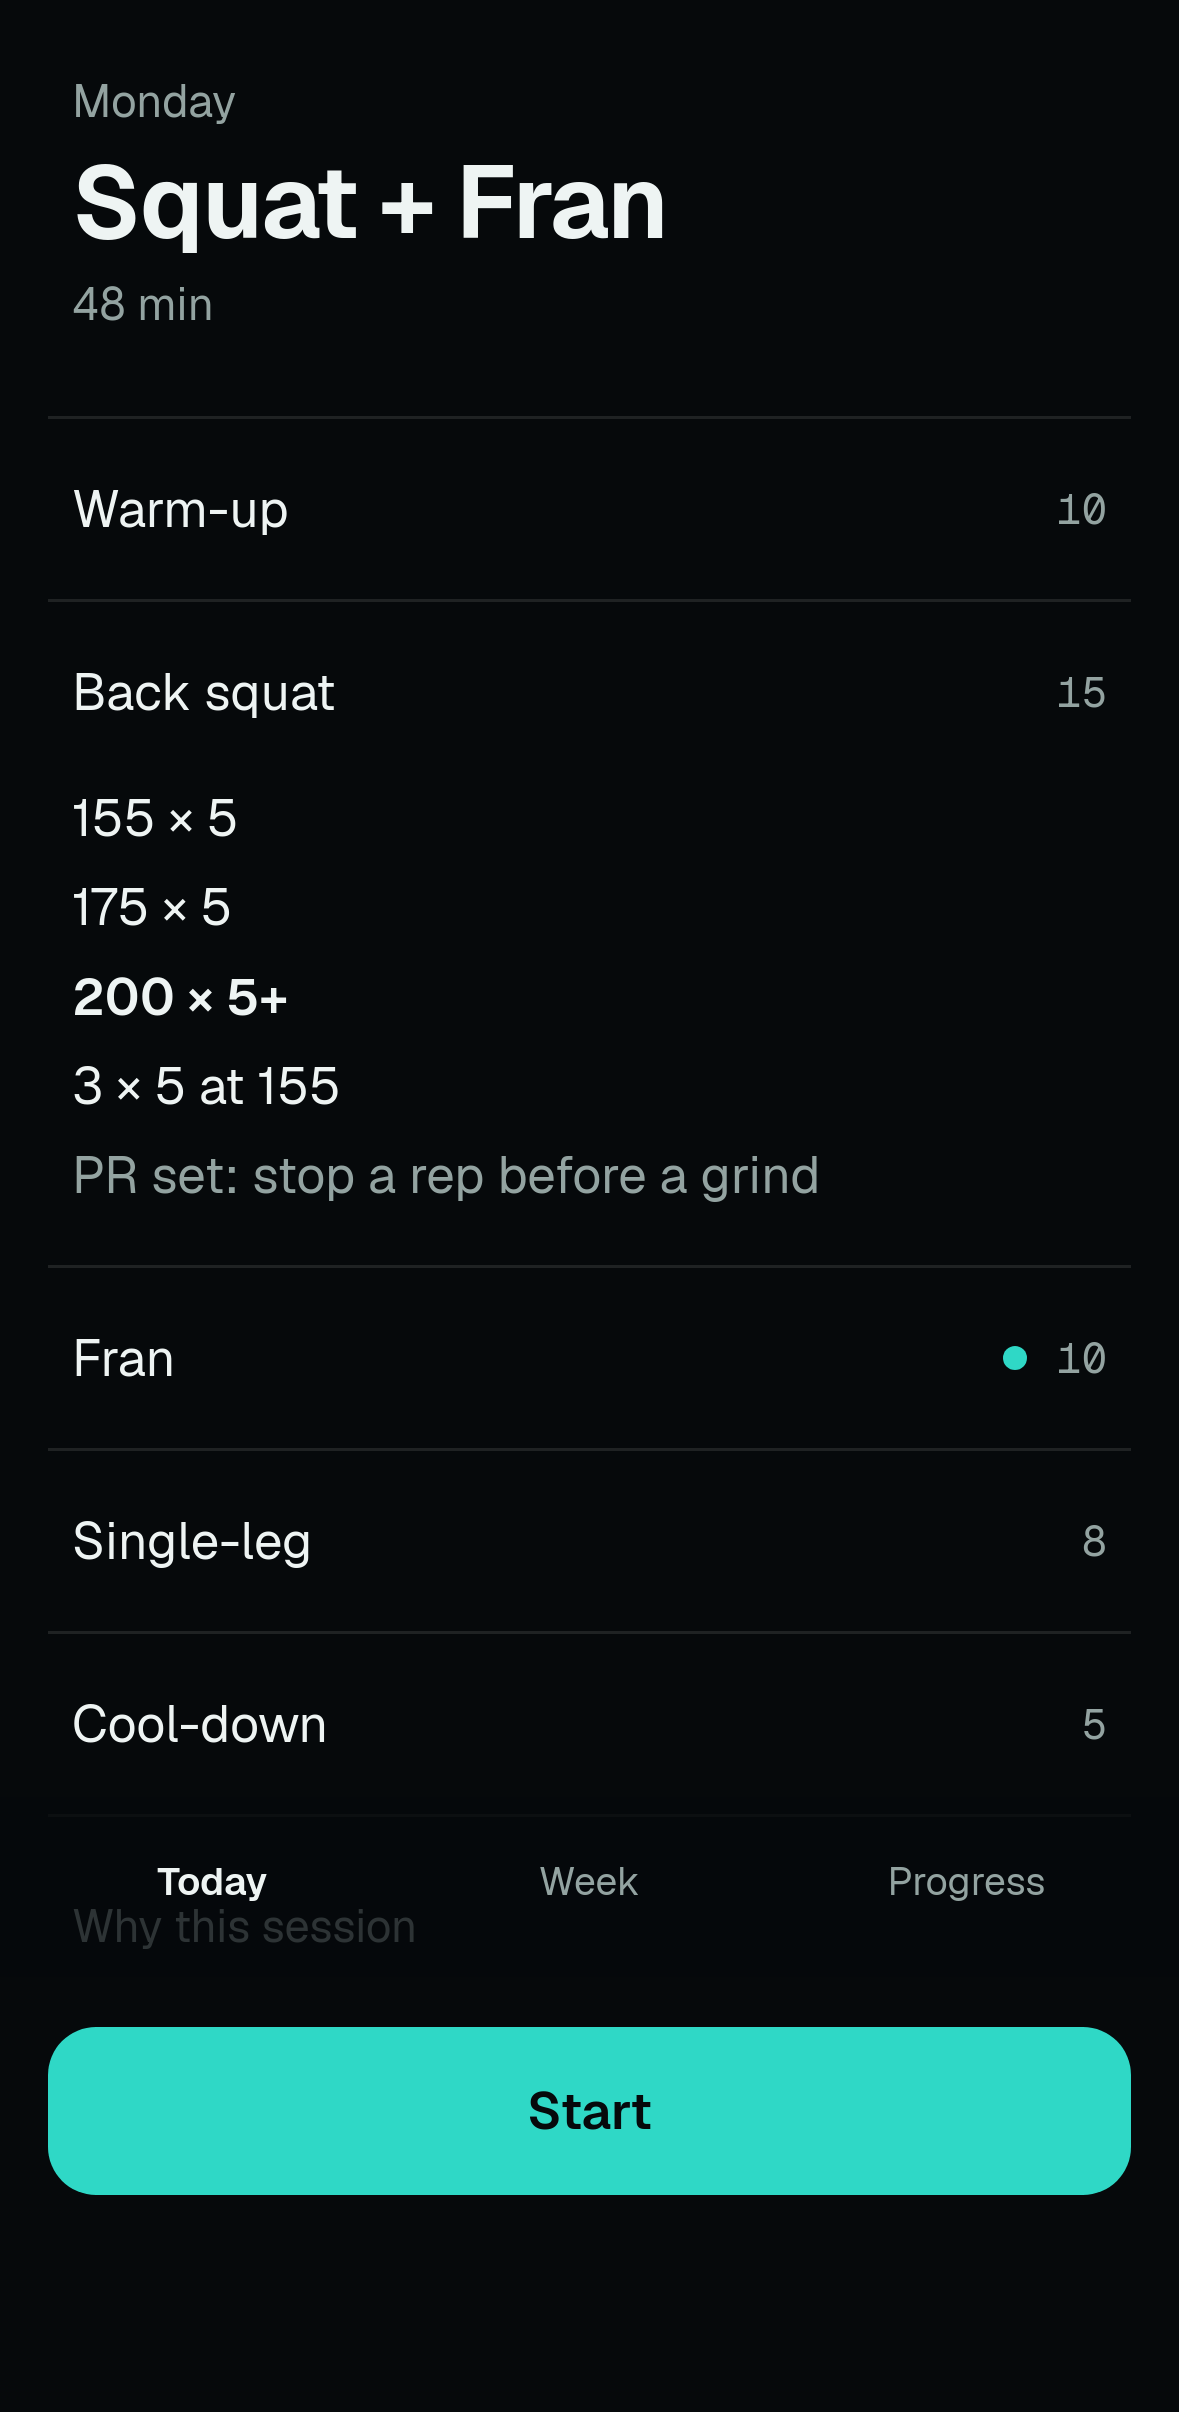 Monday
Squat + Fran
48 min
Warm-up 10
Back squat 15
155 × 5
175 × 5
200 × 5+
3 × 5 at 155
PR set: stop a rep before a grind
Fran 10
Single-leg 8
Cool-down 5
Today Week Progress
Why this session
Start